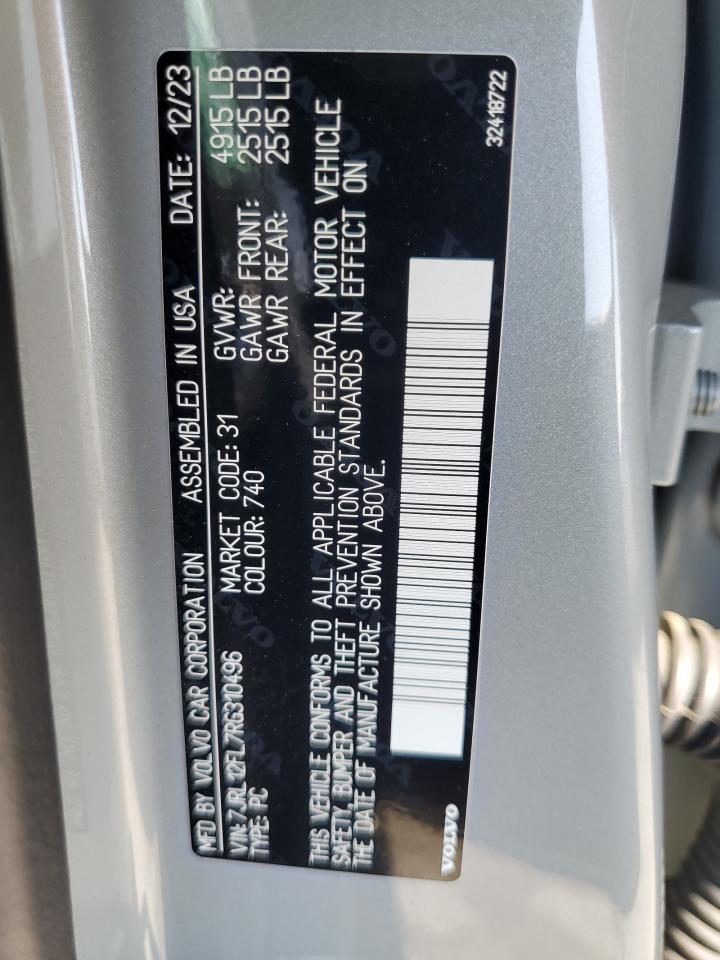 MFD BY VOLVO CAR CORPORATION ASSEMBLED IN USA DATE: 12/23
VIN: 7JRL12FL7RG310496 MARKET CODE: 31 GVWR: 4915 LB
TYPE: PC COLOUR: 740 GAWR FRONT: 2515 LB
GAWR REAR: 2515 LB
THIS VEHICLE CONFORMS TO ALL APPLICABLE FEDERAL MOTOR VEHICLE
SAFETY, BUMPER AND THEFT PREVENTION STANDARDS IN EFFECT ON
THE DATE OF MANUFACTURE SHOWN ABOVE.
VOLVO 32418722